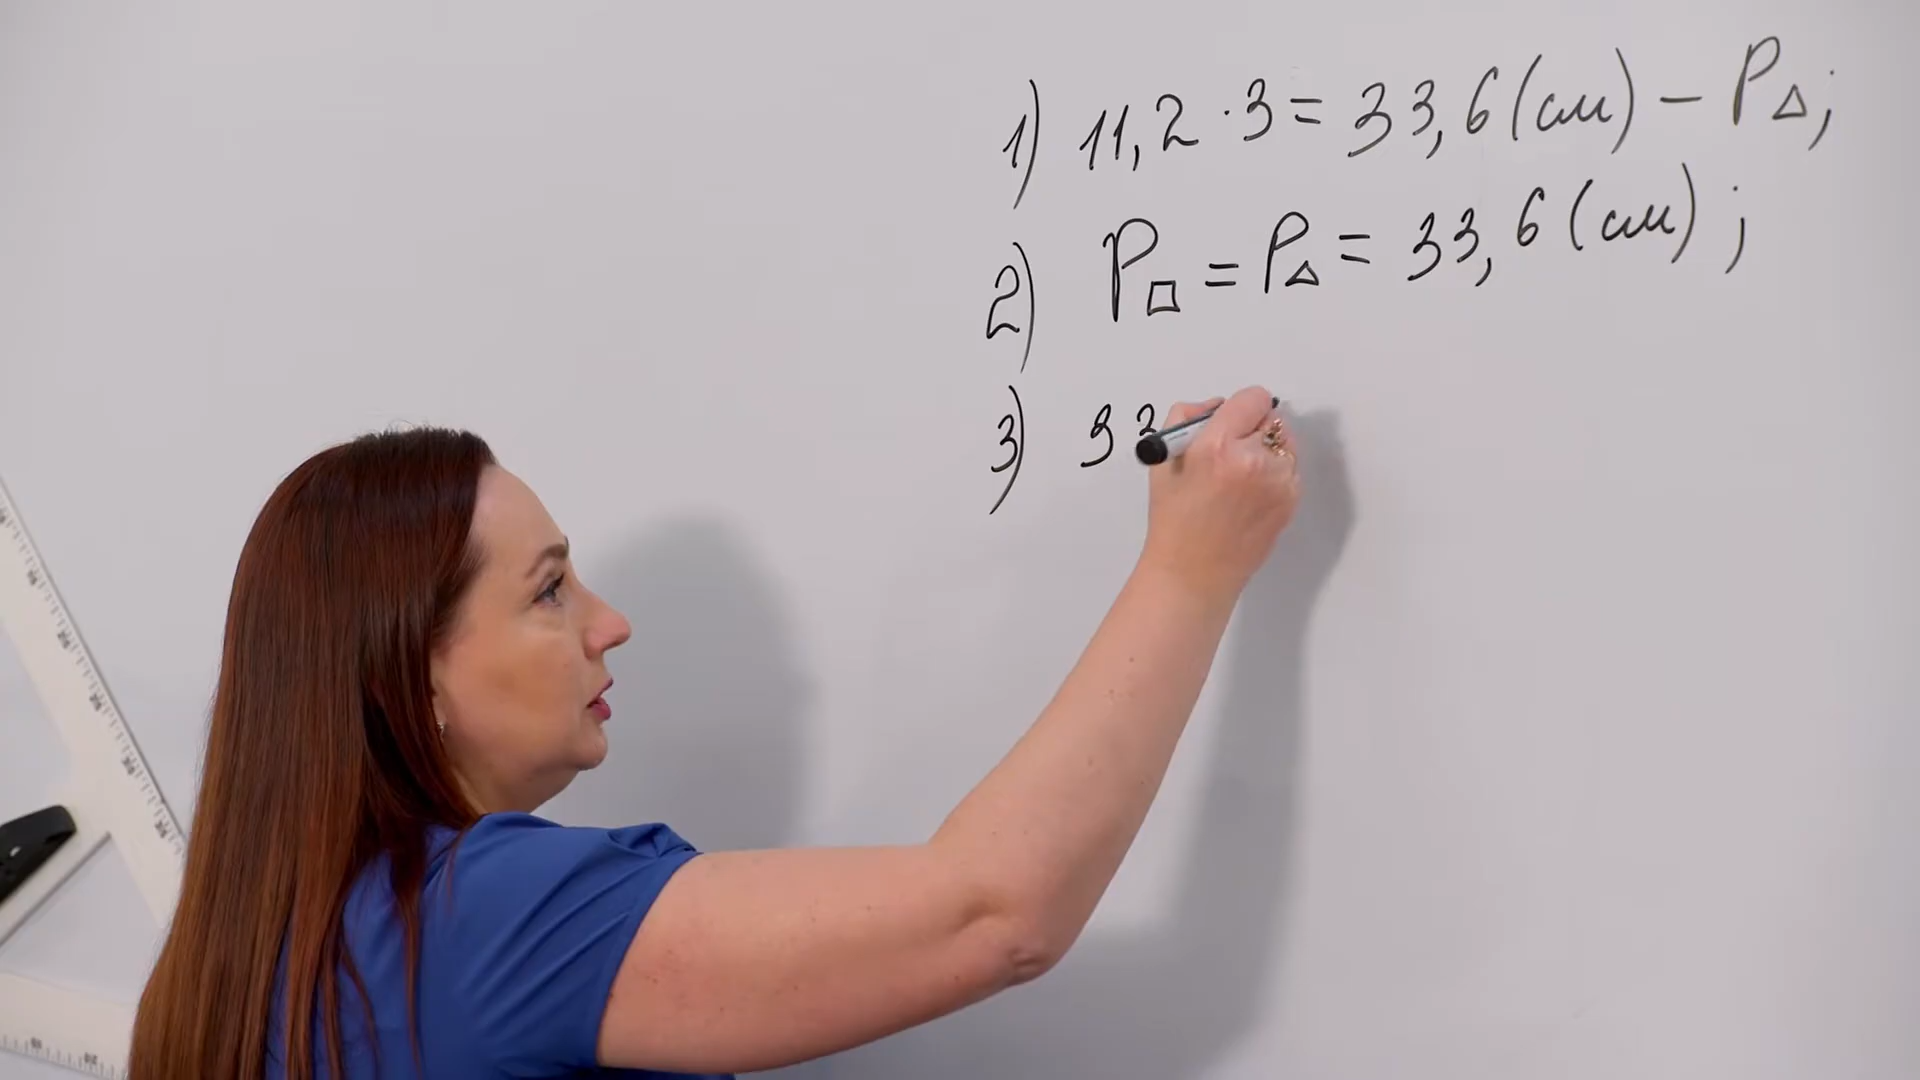 1) 11,2 · 3 = 33,6 (см) – P△;
2) P□ = P△ = 33,6 (см);
3) 33